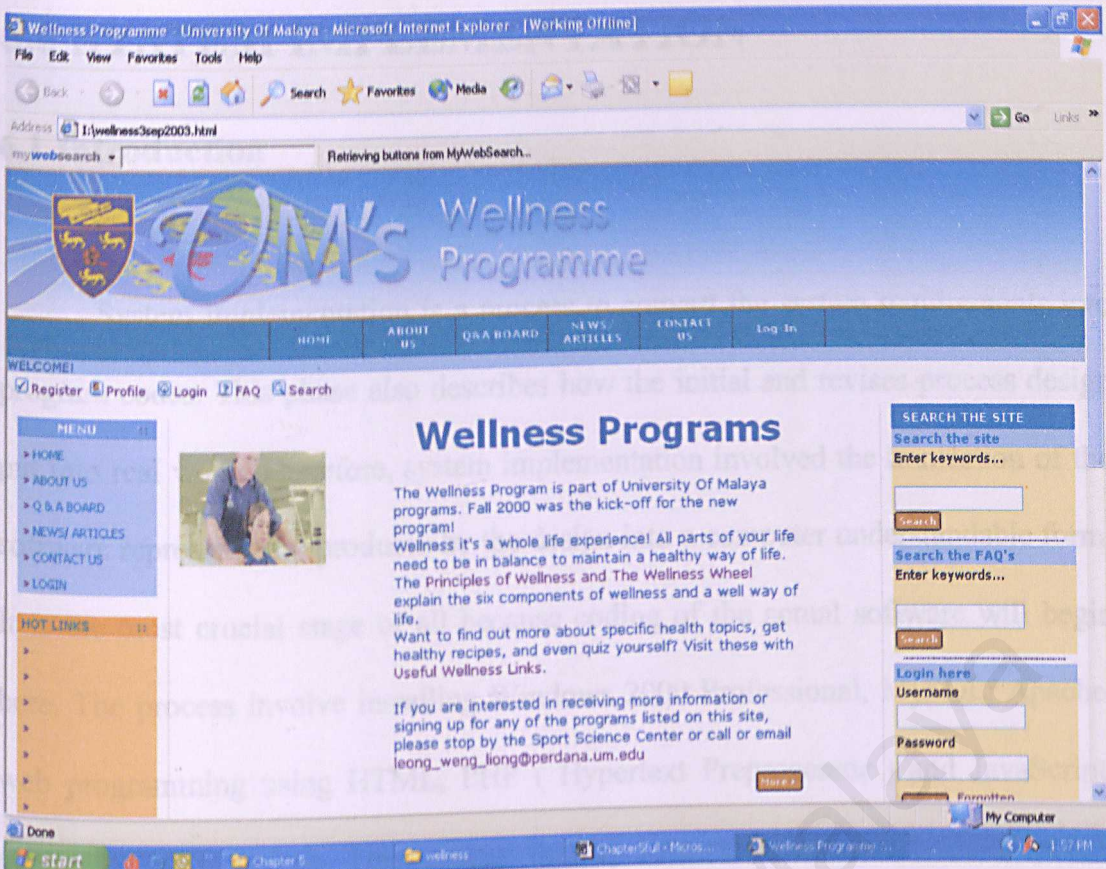 Wellness Programme - University Of Malaya - Microsoft Internet Explorer - [Working Offline]
File Edit View Favorites Tools Help
Back Search Favorites Media
Address I:\wellness3sep2003.html Go Links »
mywebsearch Retrieving buttons from MyWebSearch...
UM's Wellness
Programme
HOME ABOUT US Q&A BOARD NEWS/ ARTICLES CONTACT US Log-In
WELCOME!
Register Profile Login FAQ Search
MENU
HOME
ABOUT US
Q & A BOARD
NEWS/ ARTICLES
CONTACT US
LOGIN
HOT LINKS
Wellness Programs
The Wellness Program is part of University Of Malaya
programs. Fall 2000 was the kick-off for the new
program!
Wellness it's a whole life experience! All parts of your life
need to be in balance to maintain a healthy way of life.
The Principles of Wellness and The Wellness Wheel
explain the six components of wellness and a well way of
life.
Want to find out more about specific health topics, get
healthy recipes, and even quiz yourself? Visit these with
Useful Wellness Links.
If you are interested in receiving more information or
signing up for any of the programs listed on this site,
please stop by the Sport Science Center or call or email
leong_weng_liong@perdana.um.edu
SEARCH THE SITE
Search the site
Enter keywords...
Search
Search the FAQ's
Enter keywords...
Search
Login here
Username
Password
Forgotten
Done My Computer
start Chapter 5 wellness Wellness Programme 1:57 PM